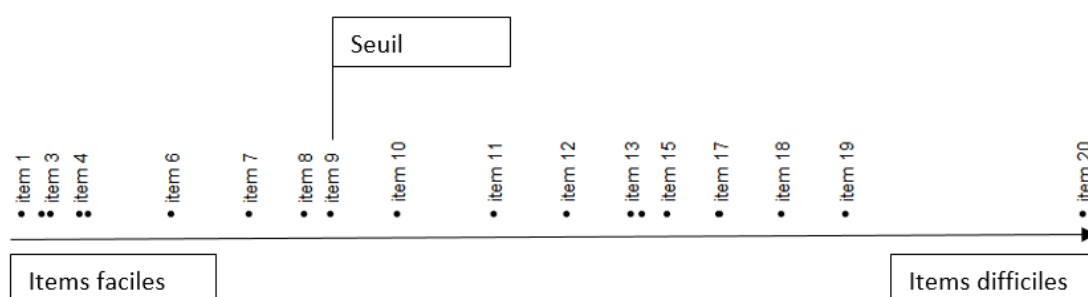 Seuil
item 1
item 3
item 4
item 6
item 7
item 8
item 9
item 10
item 11
item 12
item 13
item 15
item 17
item 18
item 19
item 20
Items faciles
Items difficiles